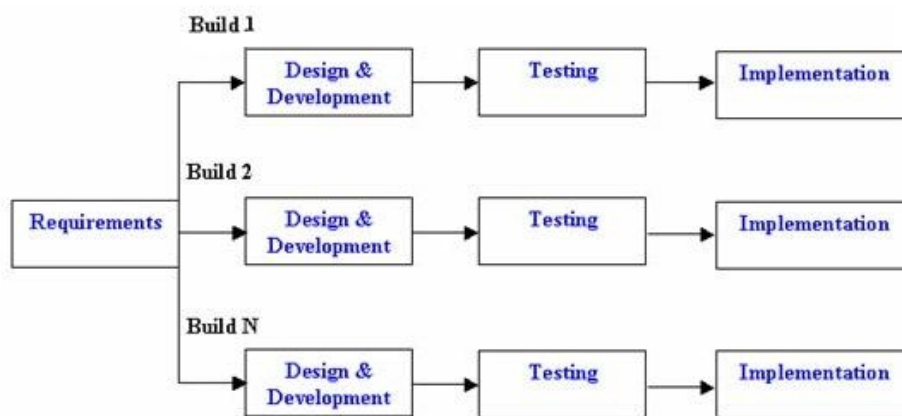 Build 1
Design &
Development
Testing
Implementation
Build 2
Requirements
Design &
Development
Testing
Implementation
Build N
Design &
Development
Testing
Implementation